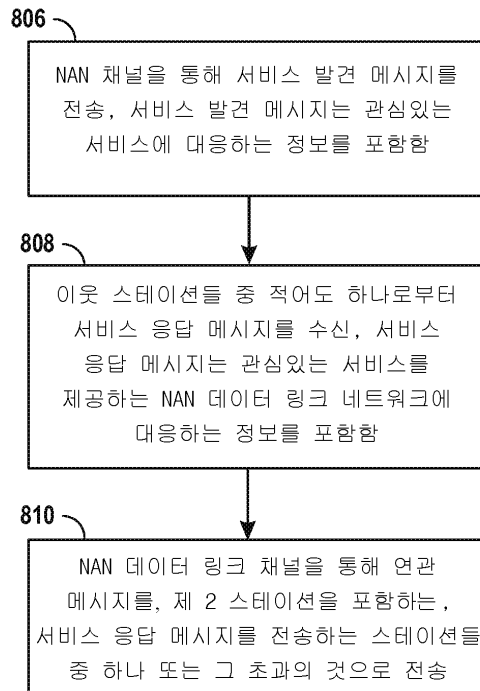 806
NAN 채널을 통해 서비스 발견 메시지를
전송, 서비스 발견 메시지는 관심있는
서비스에 대응하는 정보를 포함함
808
이웃 스테이션들 중 적어도 하나로부터
서비스 응답 메시지를 수신, 서비스
응답 메시지는 관심있는 서비스를
제공하는 NAN 데이터 링크 네트워크에
대응하는 정보를 포함함
810
NAN 데이터 링크 채널을 통해 연관
메시지를, 제 2 스테이션을 포함하는,
서비스 응답 메시지를 전송하는 스테이션들
중 하나 또는 그 초과의 것으로 전송